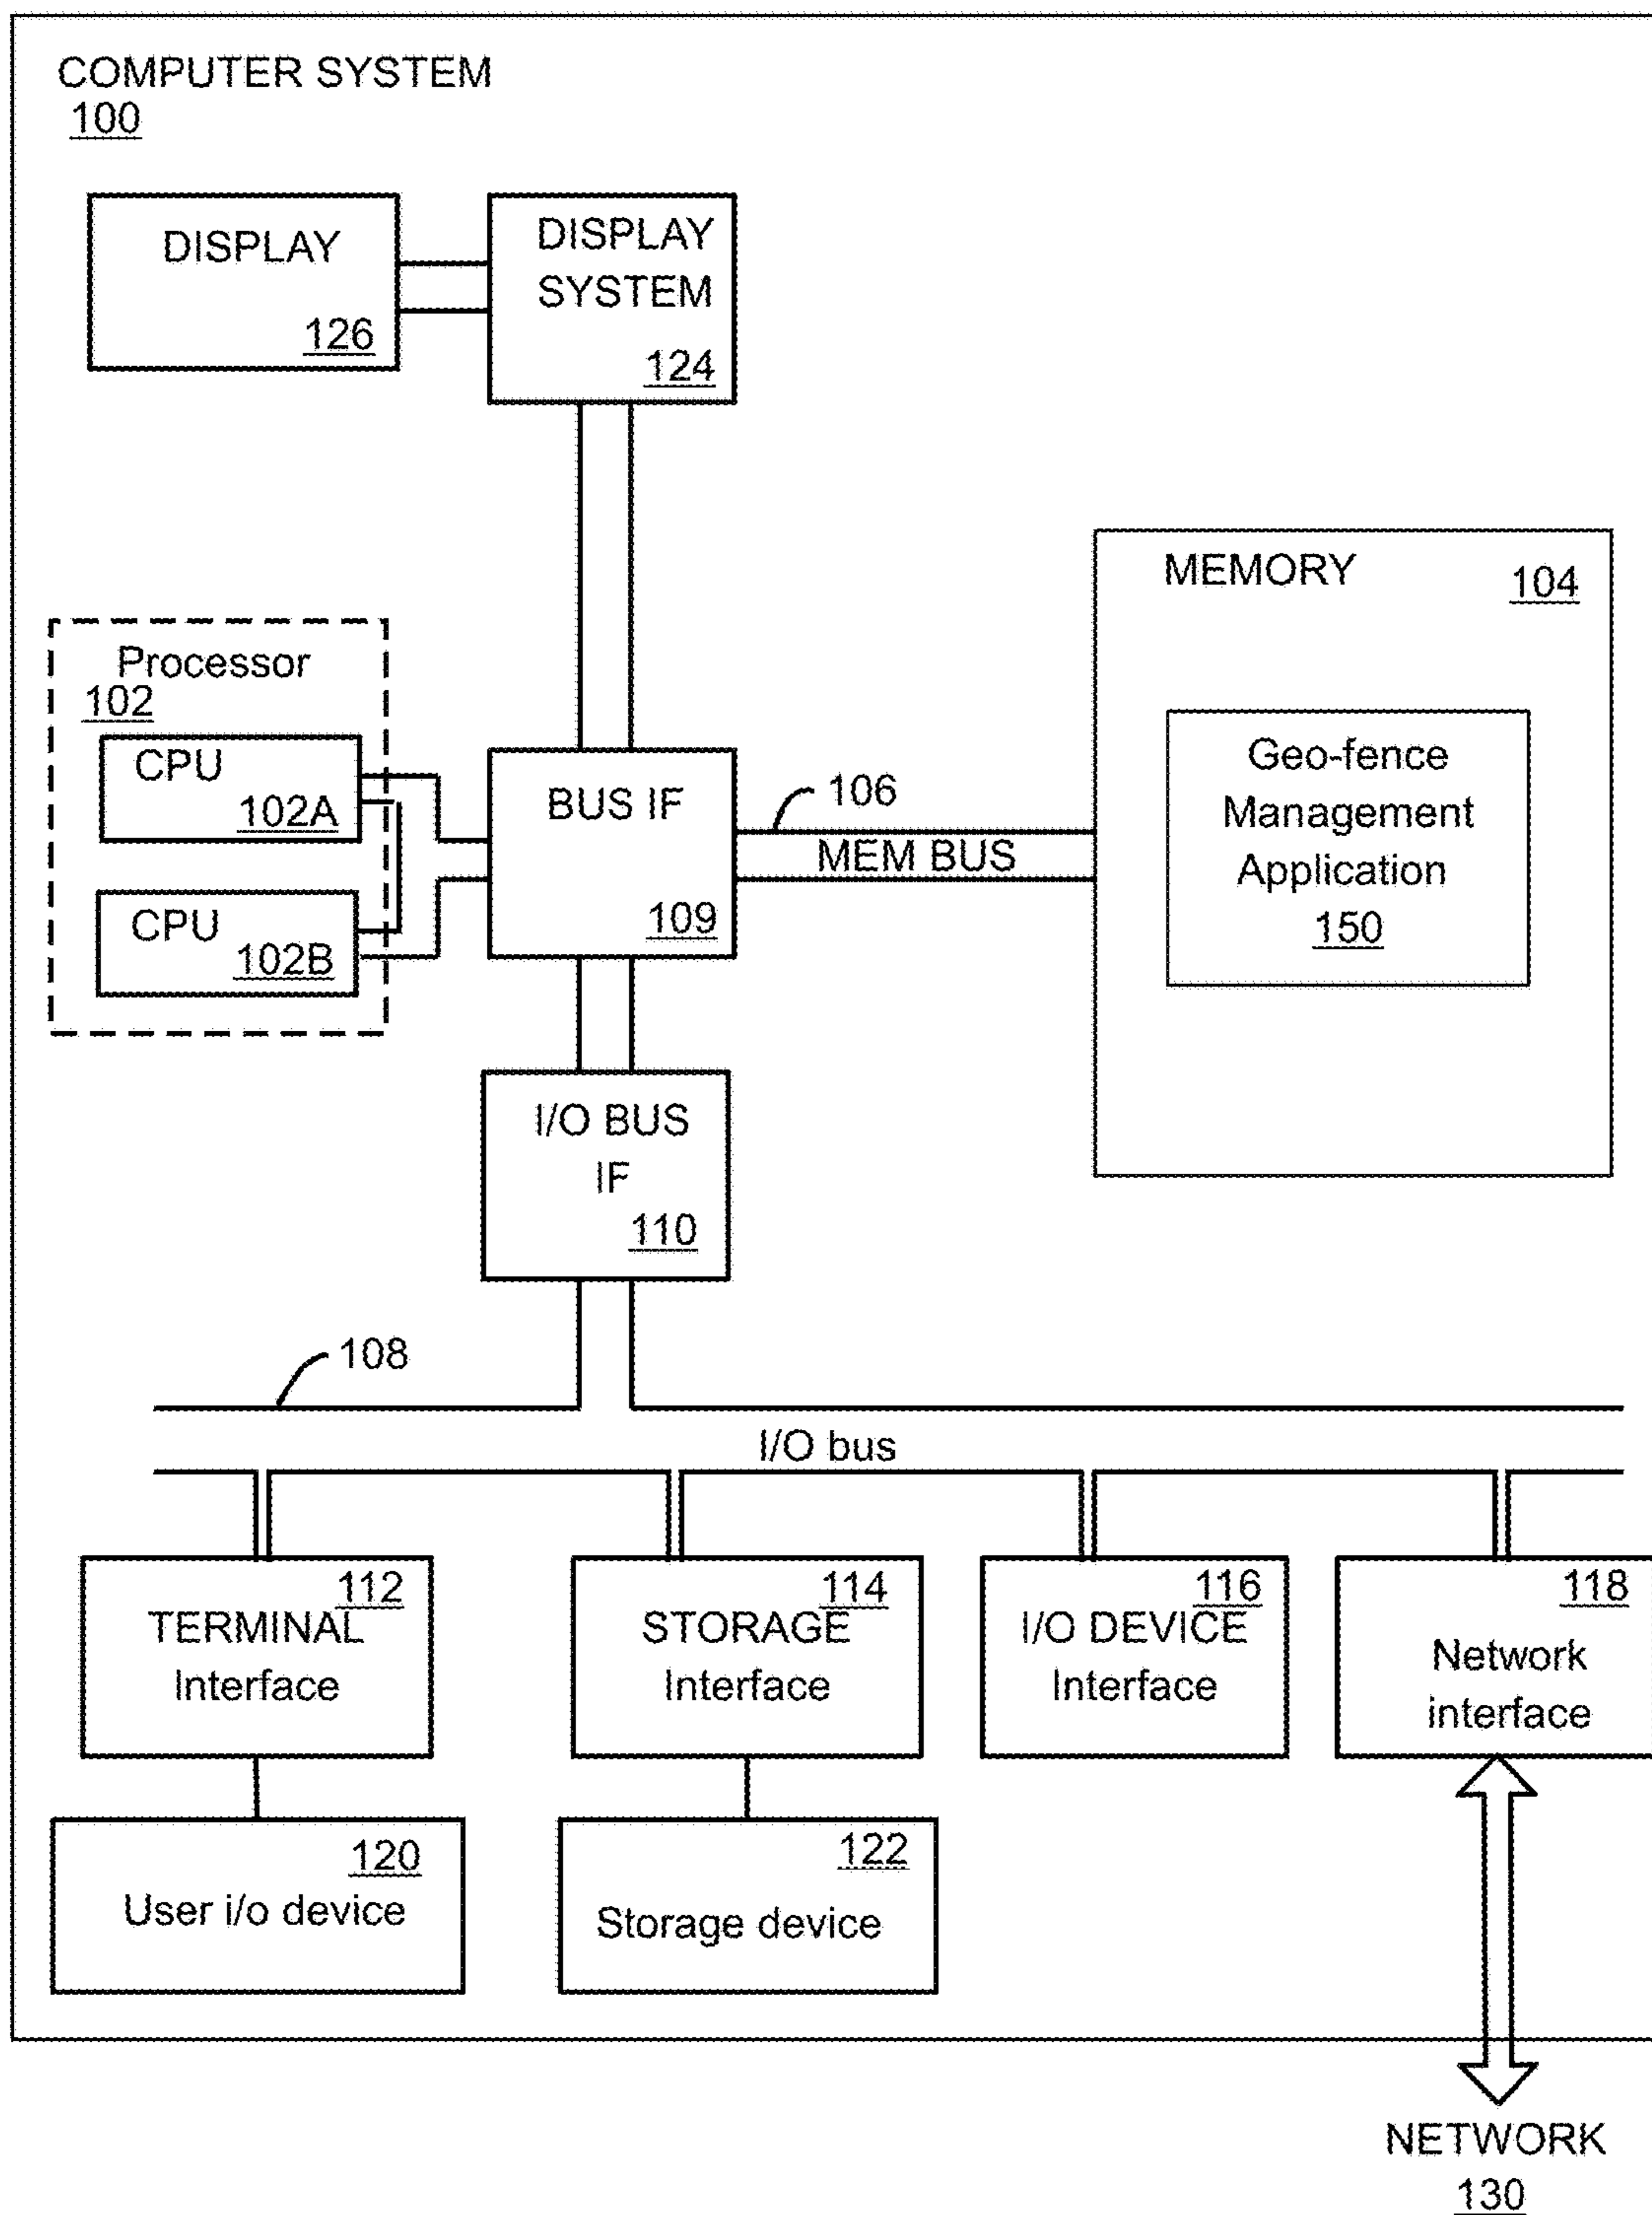 COMPUTER SYSTEM
100
DISPLAY
126
DISPLAY
SYSTEM
124
MEMORY
104
Geo-fence
Management
Application
150
Processor
102
CPU
102A
CPU
102B
BUS IF
109
106
MEM BUS
I/O BUS
IF
110
108
I/O bus
112
TERMINAL
Interface
114
STORAGE
Interface
116
I/O DEVICE
Interface
118
Network
interface
120
User i/o device
122
Storage device
NETWORK
130